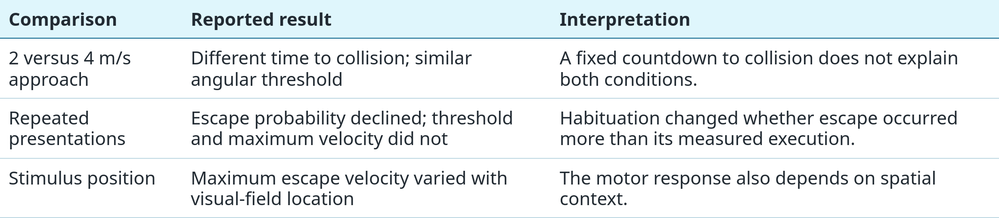 Comparison Reported result Interpretation
2 versus 4 m/s Different time to collision; similar A fixed countdown to collision does not explain
approach angular threshold both conditions.
Repeated Escape probability declined; threshold Habituation changed whether escape occurred
presentations and maximum velocity did not more than its measured execution.
Stimulus position Maximum escape velocity varied with The motor response also depends on spatial
visual-field location context.